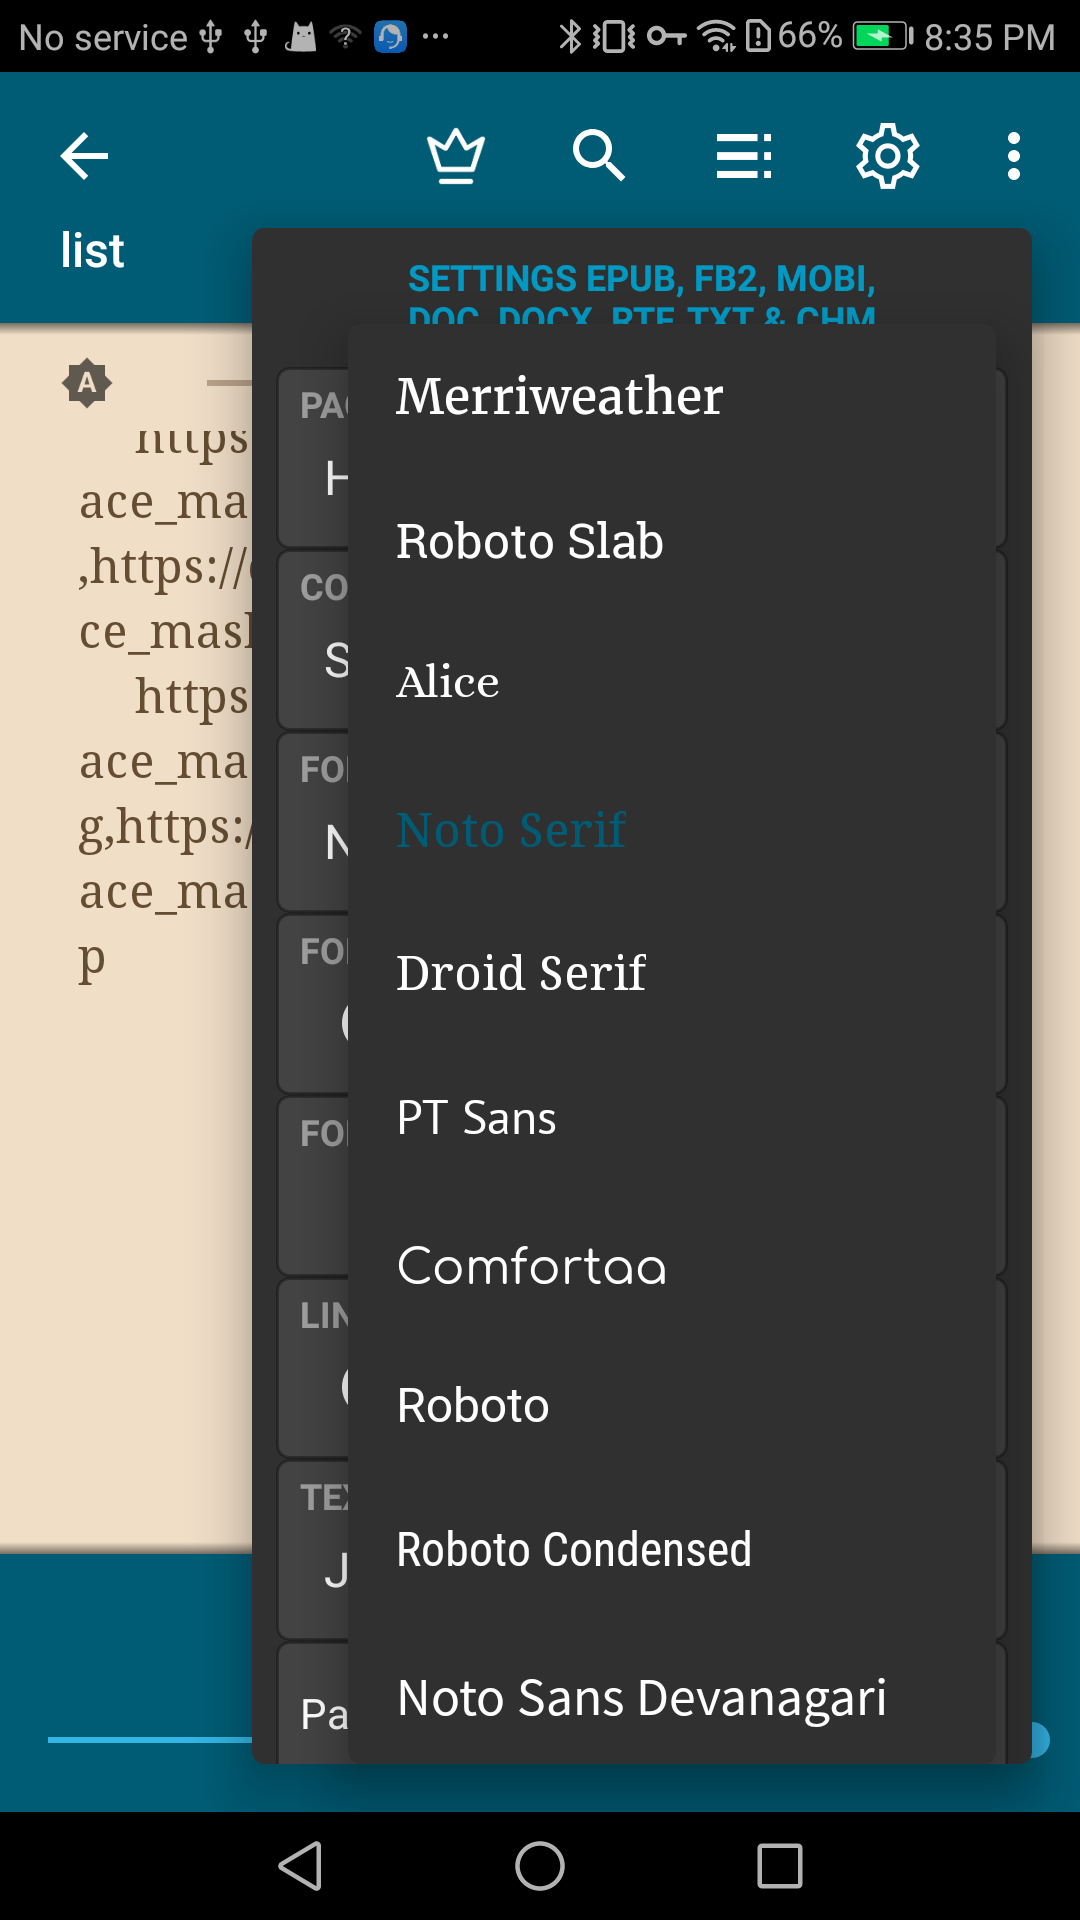 No service
66%
8:35 PM
list
SETTINGS EPUB, FB2, MOBI,
DOC, DOCX, RTF, TXT & CHM
A
https
ace_ma
,https://
ce_mas
https
ace_ma
g,https:/
ace_ma
p
PA
H
CO
S
FO
N
FO
FO
LIN
TEX
J
Pa
Merriweather
Roboto Slab
Alice
Noto Serif
Droid Serif
PT Sans
Comfortaa
Roboto
Roboto Condensed
Noto Sans Devanagari